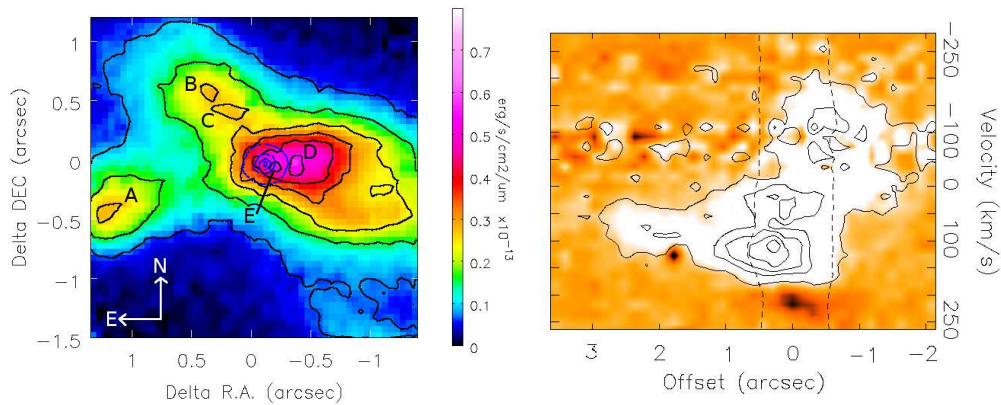 1
0.5
0
-0.5
-1
-1.5
Delta DEC (arcsec)
A
B
C
D
E
N
E
1
0.5
0
-0.5
-1
Delta R.A. (arcsec)
0.7
0.6
0.5
0.4
0.3
0.2
0.1
0
erg/s/cm2/um x10^-13
-250
-100
0
100
250
Velocity (km/s)
3
2
1
0
-1
-2
Offset (arcsec)